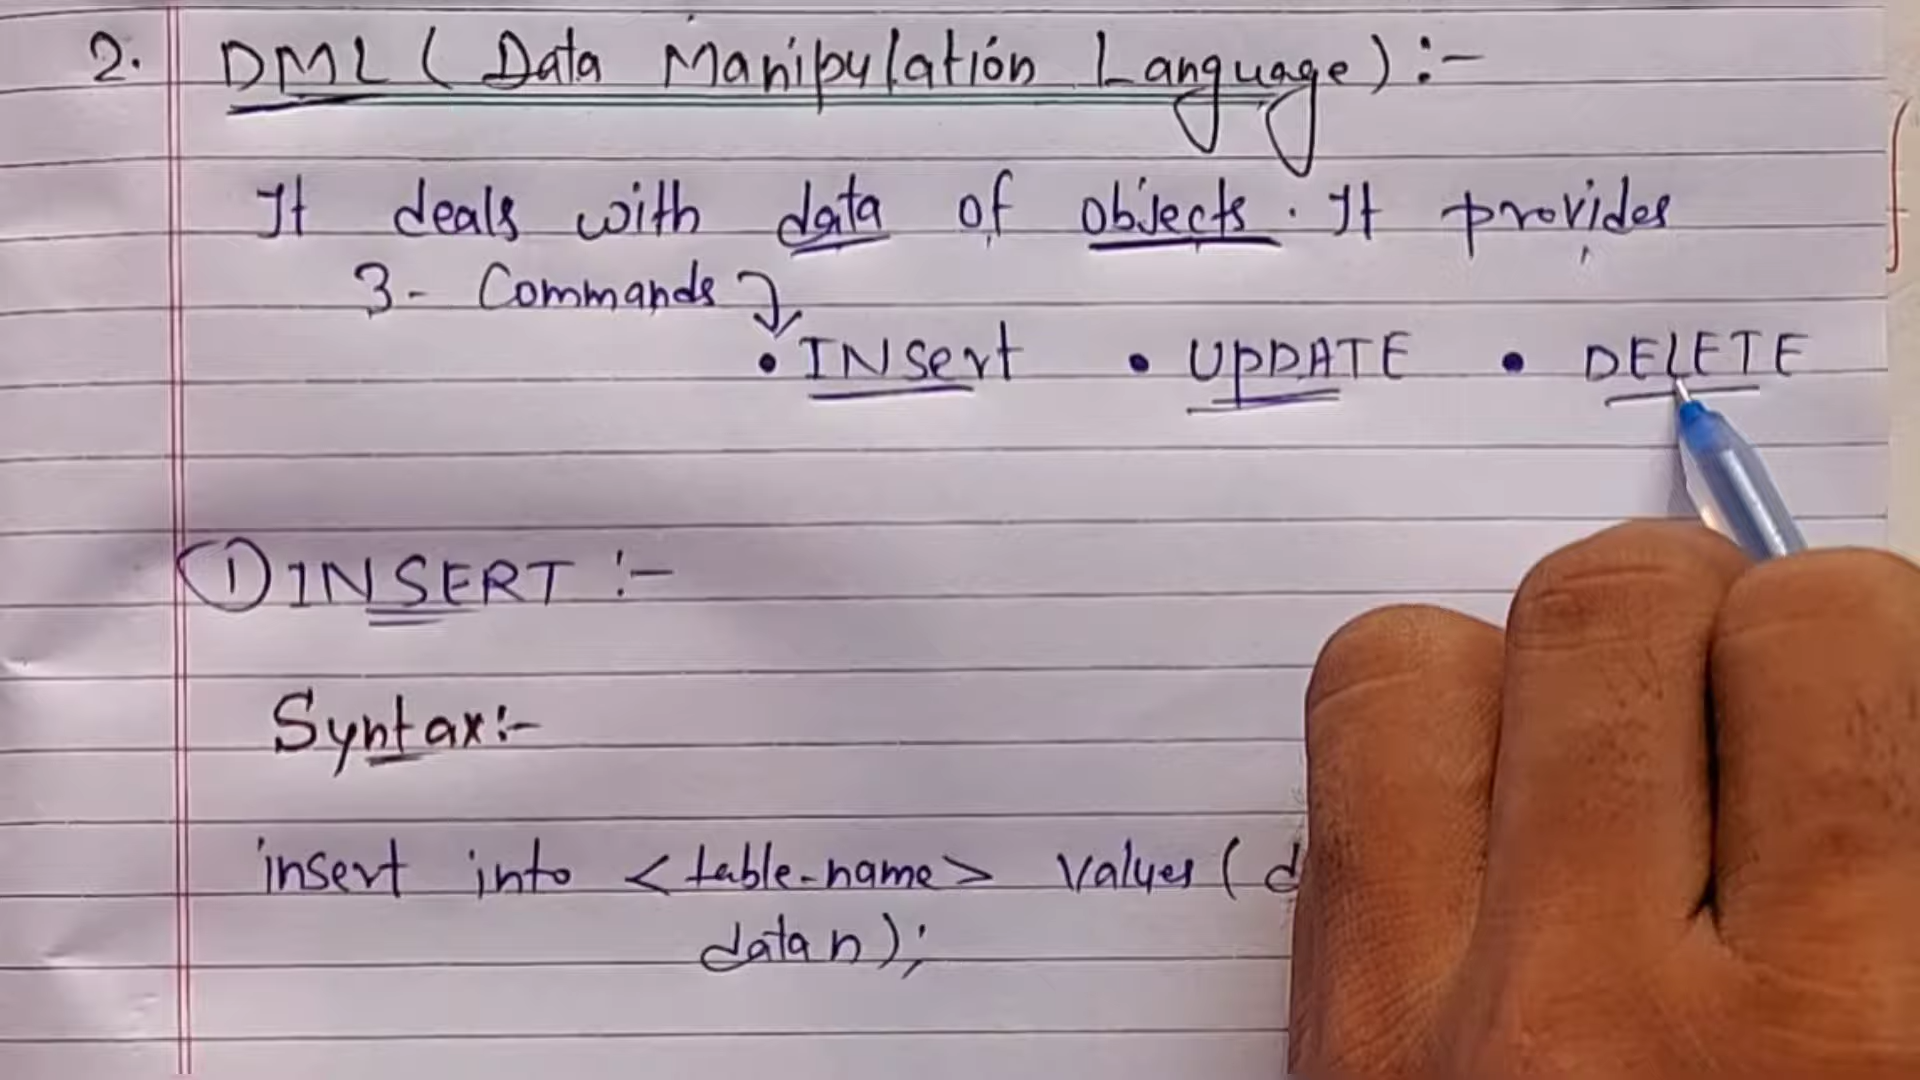 2. DML ( Data Manipulation Language) :-
It deals with data of objects. It provides
3- Commands
• INsert • UPDATE • DELETE
① INSERT :-
Syntax:-
insert into <table-name> values (
data n);